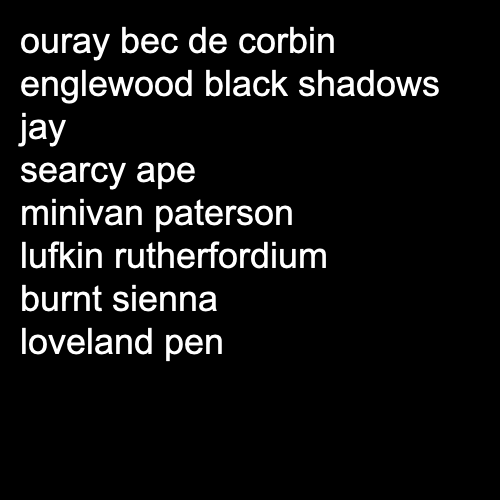 ouray bec de corbin
englewood black shadows
jay
searcy ape
minivan paterson
lufkin rutherfordium
burnt sienna
loveland pen